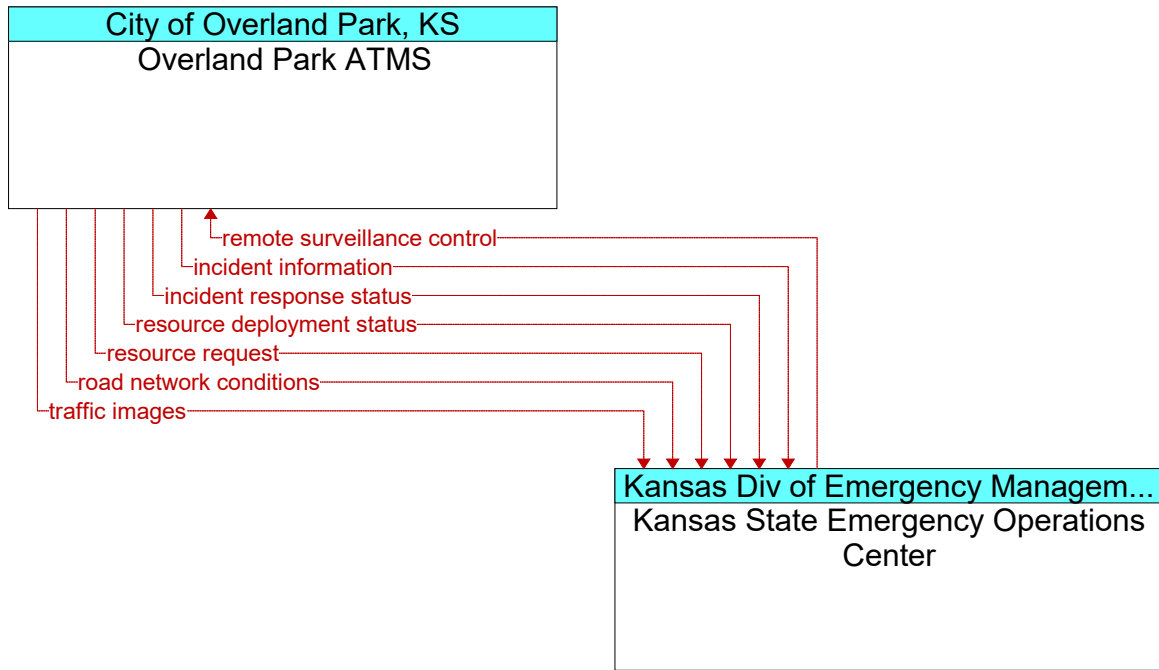 City of Overland Park, KS
Overland Park ATMS
remote surveillance control
incident information
incident response status
resource deployment status
resource request
road network conditions
traffic images
Kansas Div of Emergency Managem...
Kansas State Emergency Operations
Center